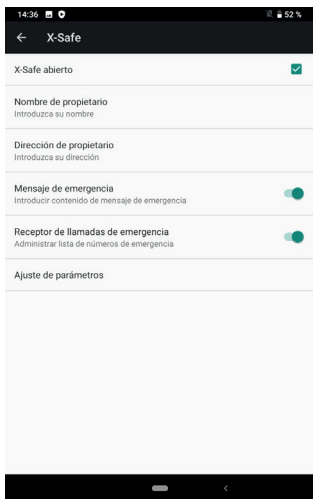 14:36 52 %
X-Safe
X-Safe abierto
Nombre de propietario
Introduzca su nombre
Dirección de propietario
Introduzca su dirección
Mensaje de emergencia
Introducir contenido de mensaje de emergencia
Receptor de llamadas de emergencia
Administrar lista de números de emergencia
Ajuste de parámetros